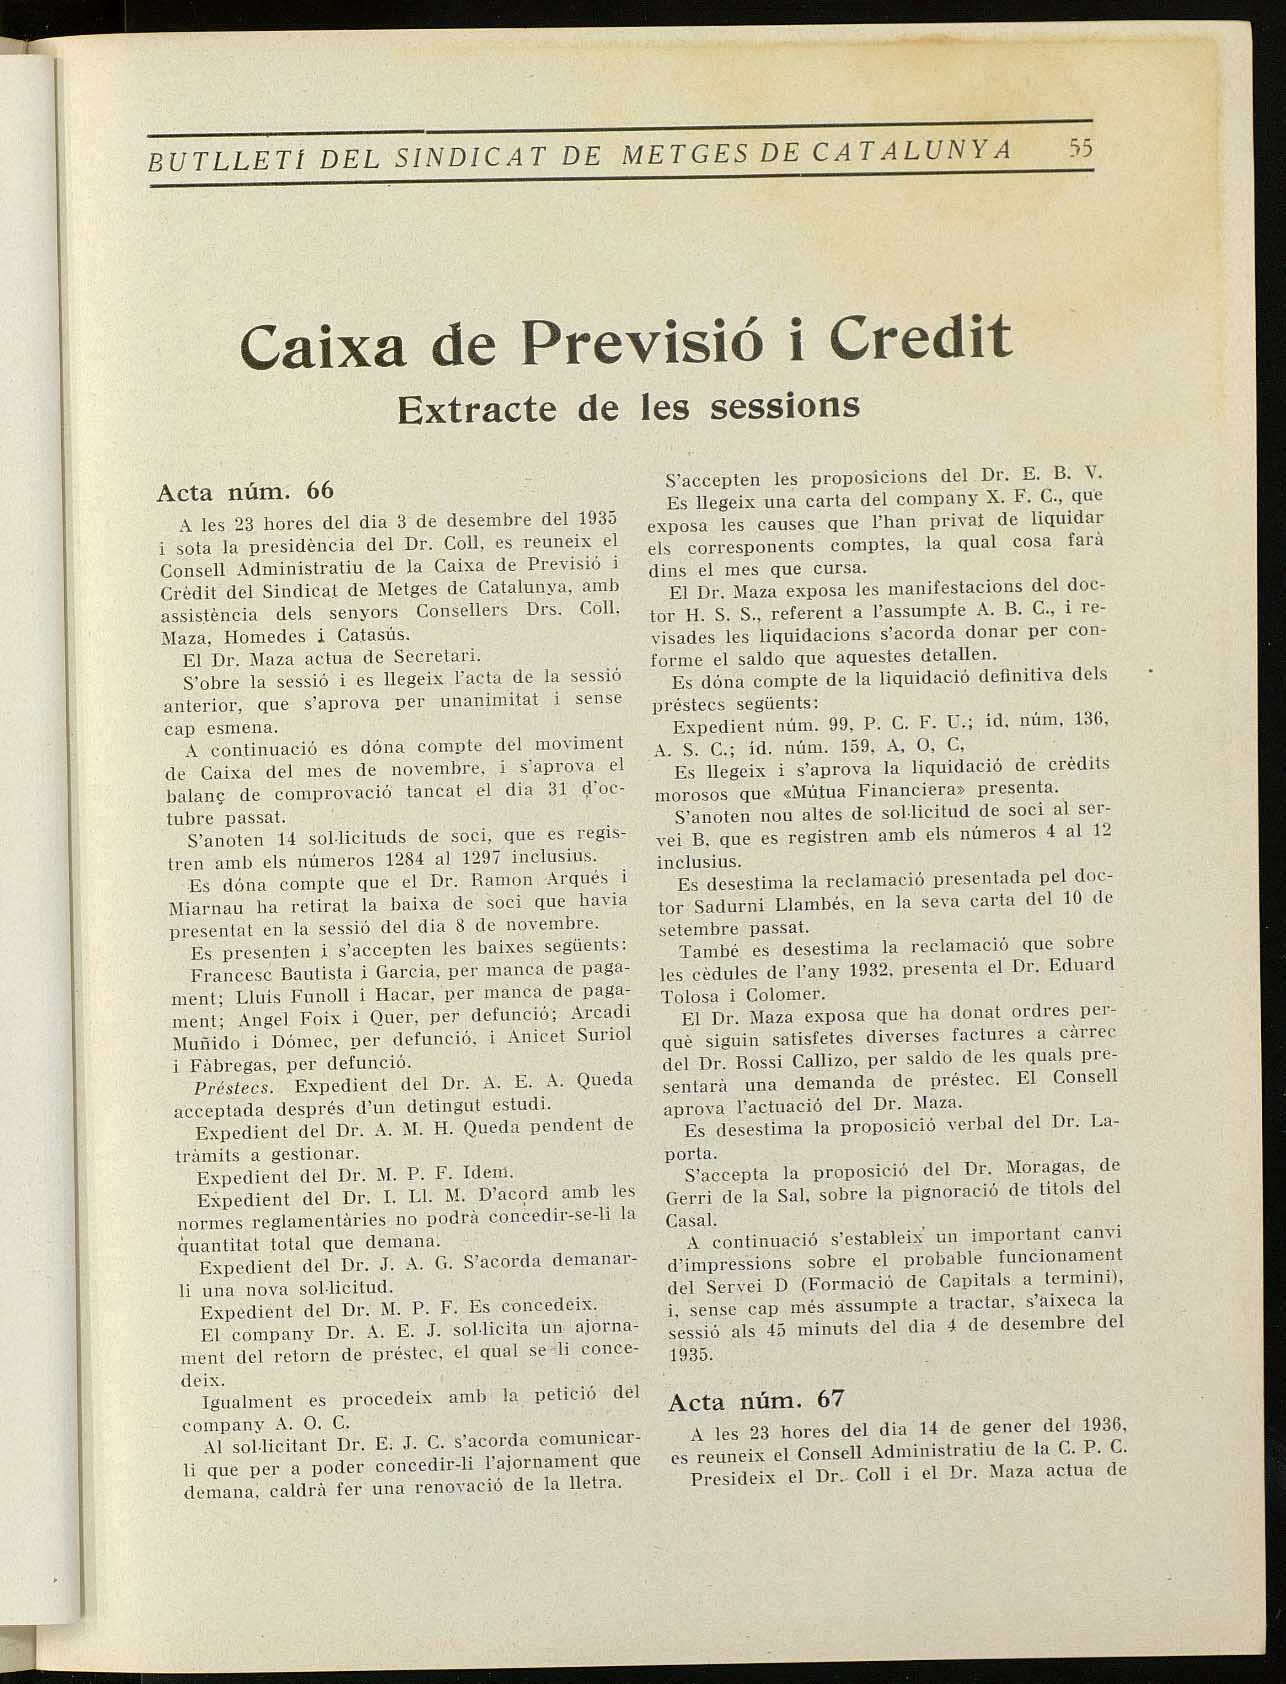 BUTLLETÍ DEL SINDICAT DE METGES DE CATALUNYA 55
Caixa de Previsió i Credit
Extracte de les sessions
Acta núm. 66
A les 23 hores del dia 3 de desembre del 1935
i sota la presidència del Dr. Coll, es reuneix el
Consell Administratiu de la Caixa de Previsió i
Crèdit del Sindicat de Metges de Catalunya, amb
assistència dels senyors Consellers Drs. Coll,
Maza, Homedes i Catasús.
El Dr. Maza actua de Secretari.
S'obre la sessió i es llegeix l'acta de la sessió
anterior, que s'aprova per unanimitat i sense
cap esmena.
A continuació es dóna compte del moviment
de Caixa del mes de novembre, i s'aprova el
balanç de comprovació tancat el dia 31 d'oc-
tubre passat.
S'anoten 14 sol·licituds de soci, que es regis-
tren amb els números 1284 al 1297 inclusius.
Es dóna compte que el Dr. Ramon Arqués i
Miarnau ha retirat la baixa de soci que havia
presentat en la sessió del dia 8 de novembre.
Es presenten i s'accepten les baixes següents:
Francesc Bautista i Garcia, per manca de paga-
ment; Lluis Funoll i Hacar, per manca de paga-
ment; Angel Foix i Quer, per defunció; Arcadi
Muñido i Dómec, per defunció, i Anicet Suriol
i Fàbregas, per defunció.
Préstecs. Expedient del Dr. A. E. A. Queda
acceptada després d'un detingut estudi.
Expedient del Dr. A. M. H. Queda pendent de
tràmits a gestionar.
Expedient del Dr. M. P. F. Idem.
Expedient del Dr. I. Ll. M. D'acord amb les
normes reglamentàries no podrà concedir-se-li la
quantitat total que demana.
Expedient del Dr. J. A. G. S'acorda demanar-
li una nova sol·licitud.
Expedient del Dr. M. P. F. Es concedeix.
El company Dr. A. E. J. sol·licita un ajorna-
ment del retorn de préstec, el qual se li conce-
deix.
Igualment es procedeix amb la petició del
company A. O. C.
Al sol·licitant Dr. E. J. C. s'acorda comunicar-
li que per a poder concedir-li l'ajornament que
demana, caldrà fer una renovació de la lletra.
S'accepten les proposicions del Dr. E. B. V.
Es llegeix una carta del company X. F. C., que
exposa les causes que l'han privat de liquidar
els corresponents comptes, la qual cosa farà
dins el mes que cursa.
El Dr. Maza exposa les manifestacions del doc-
tor H. S. S., referent a l'assumpte A. B. C., i re-
visades les liquidacions s'acorda donar per con-
forme el saldo que aquestes detallen.
Es dóna compte de la liquidació definitiva dels
préstecs següents:
Expedient núm. 99, P. C. F. U.; íd. núm, 136,
A. S. C.; íd. núm. 159, A, O, C,
Es llegeix i s'aprova la liquidació de crèdits
morosos que «Mútua Financiera» presenta.
S'anoten nou altes de sol·licitud de soci al ser-
vei B, que es registren amb els números 4 al 12
inclusius.
Es desestima la reclamació presentada pel doc-
tor Sadurni Llambés, en la seva carta del 10 de
setembre passat.
També es desestima la reclamació que sobre
les cèdules de l'any 1932, presenta el Dr. Eduard
Tolosa i Colomer.
El Dr. Maza exposa que ha donat ordres per-
què siguin satisfetes diverses factures a càrrec
del Dr. Rossi Callizo, per saldo de les quals pre-
sentarà una demanda de préstec. El Consell
aprova l'actuació del Dr. Maza.
Es desestima la proposició verbal del Dr. La-
porta.
S'accepta la proposició del Dr. Moragas, de
Gerri de la Sal, sobre la pignoració de títols del
Casal.
A continuació s'estableix un important canvi
d'impressions sobre el probable funcionament
del Servei D (Formació de Capitals a termini),
i, sense cap més assumpte a tractar, s'aixeca la
sessió als 45 minuts del dia 4 de desembre del
1935.
Acta núm. 67
A les 23 hores del dia 14 de gener del 1936,
es reuneix el Consell Administratiu de la C. P. C.
Presideix el Dr. Coll i el Dr. Maza actua de